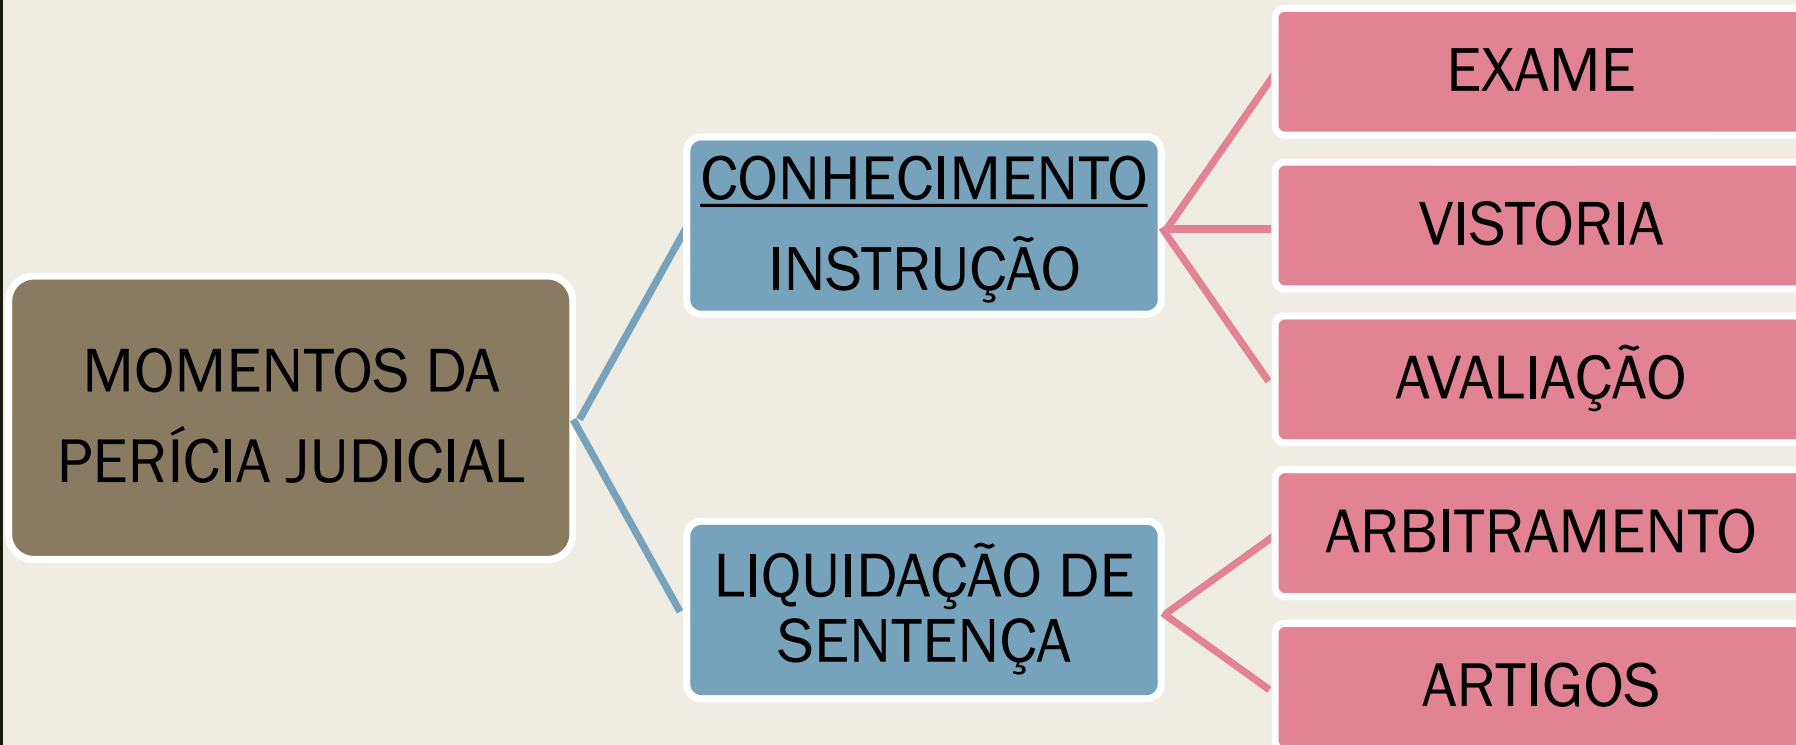 MOMENTOS DA
PERÍCIA JUDICIAL
CONHECIMENTO
INSTRUÇÃO
EXAME
VISTORIA
AVALIAÇÃO
LIQUIDAÇÃO DE
SENTENÇA
ARBITRAMENTO
ARTIGOS